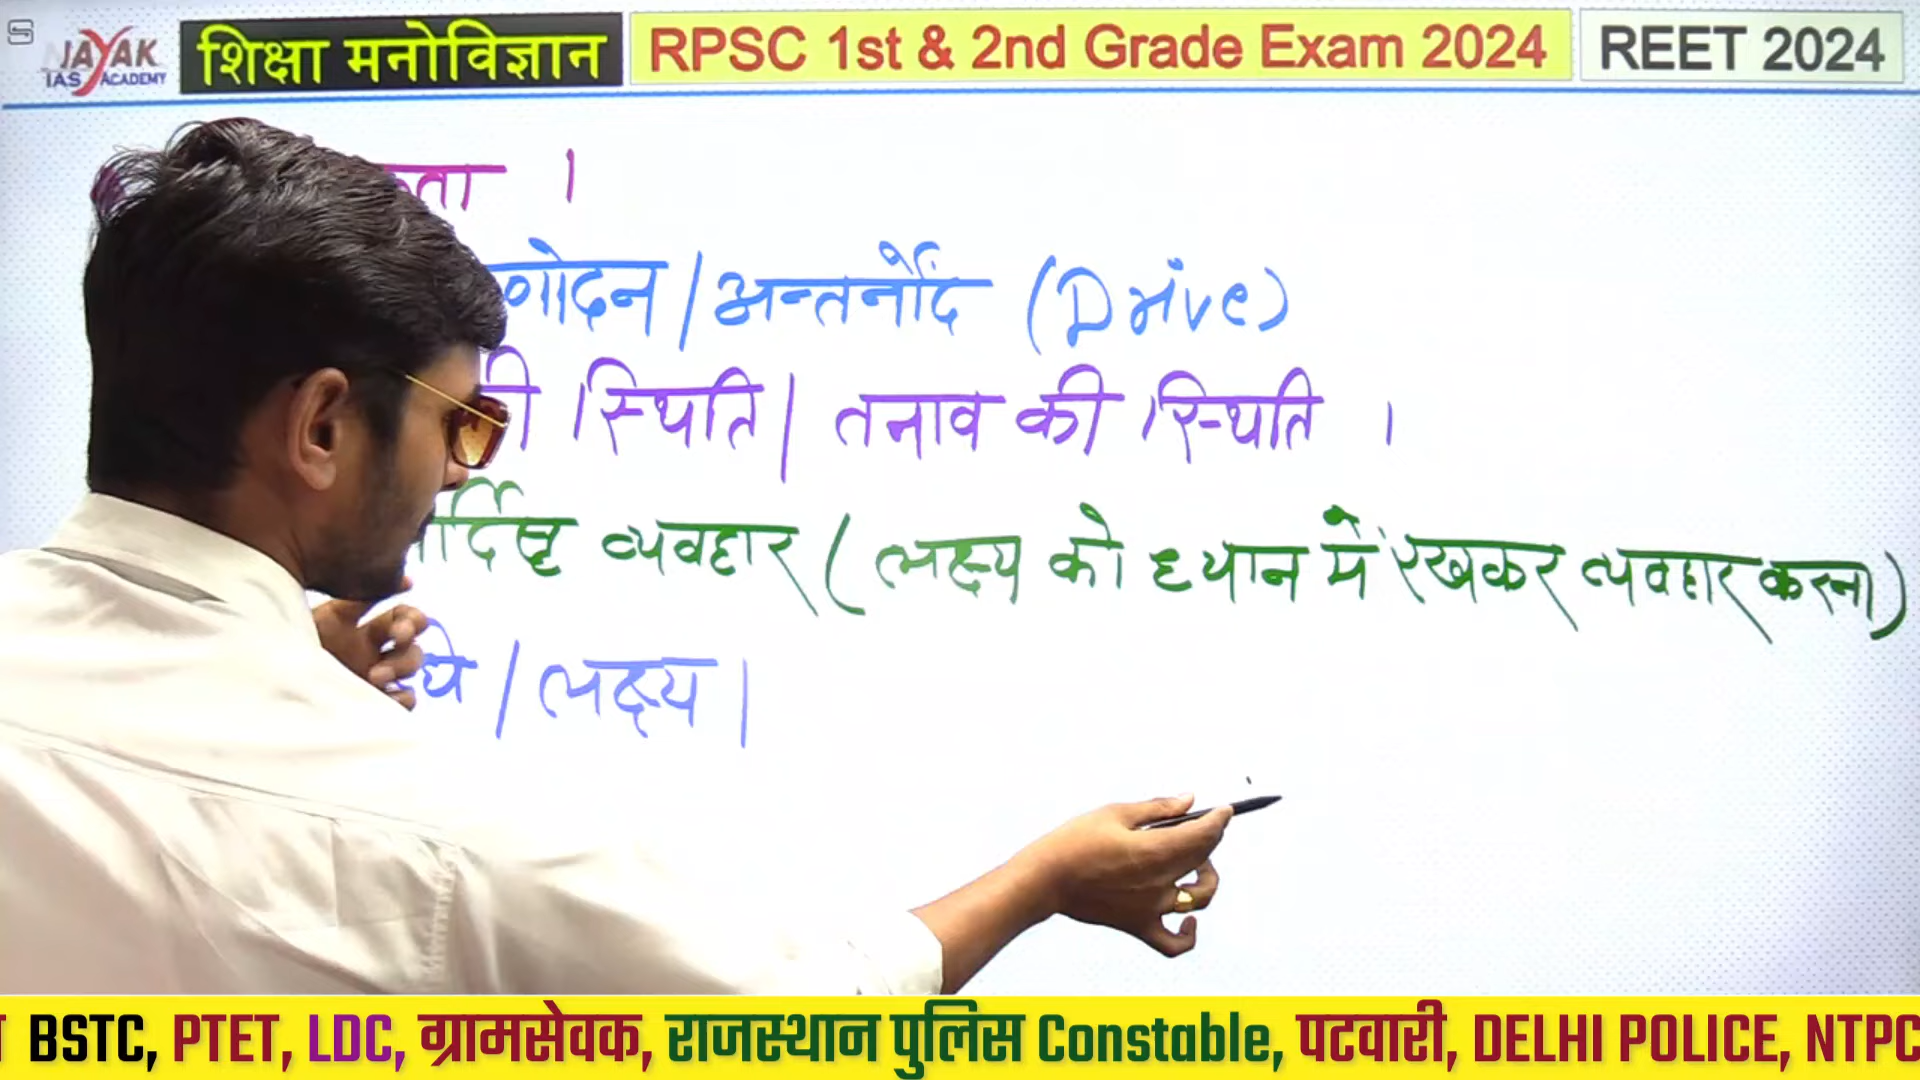 JAYAK IAS ACADEMY
शिक्षा मनोविज्ञान
RPSC 1st & 2nd Grade Exam 2024
REET 2024
।
/अन्तर्नोंद (Drive)
स्थिति| तनाव की स्थिति ।
व्यवहार (लक्ष्य को ध्यान में रखकर व्यवहार करना)
/लक्ष्य|
BSTC, PTET, LDC, ग्रामसेवक, राजस्थान पुलिस Constable, पटवारी, DELHI POLICE, NTPC